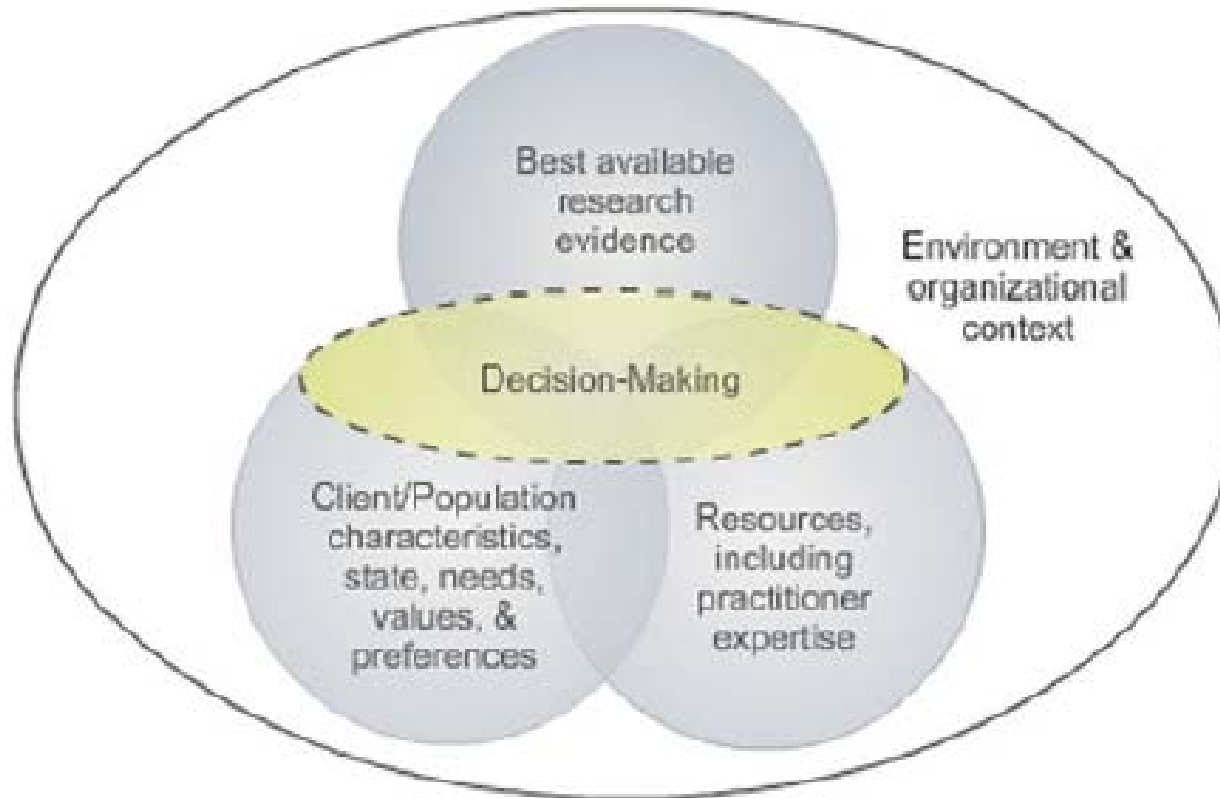 Best available
research
evidence
Environment &
organizational
context
Decision-Making
Client/Population
characteristics,
state, needs,
values, &
preferences
Resources,
including
practitioner
expertise